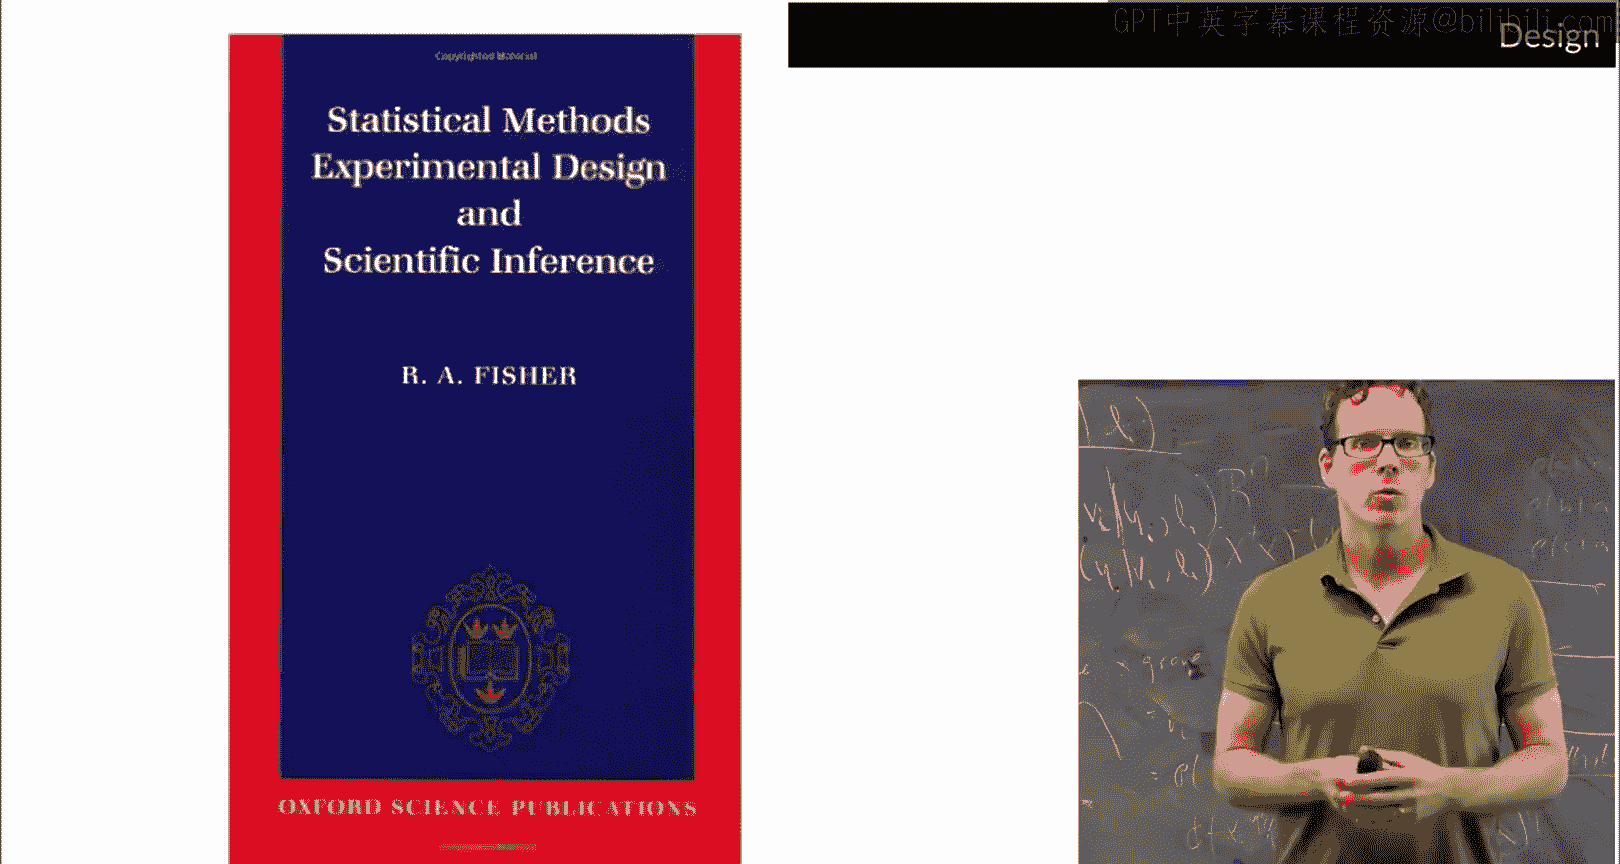 GPT中英字幕课程资源@bilibili.com
Design
Copyrighted Material
Statistical Methods
Experimental Design
and
Scientific Inference
R. A. FISHER
OXFORD SCIENCE PUBLICATIONS